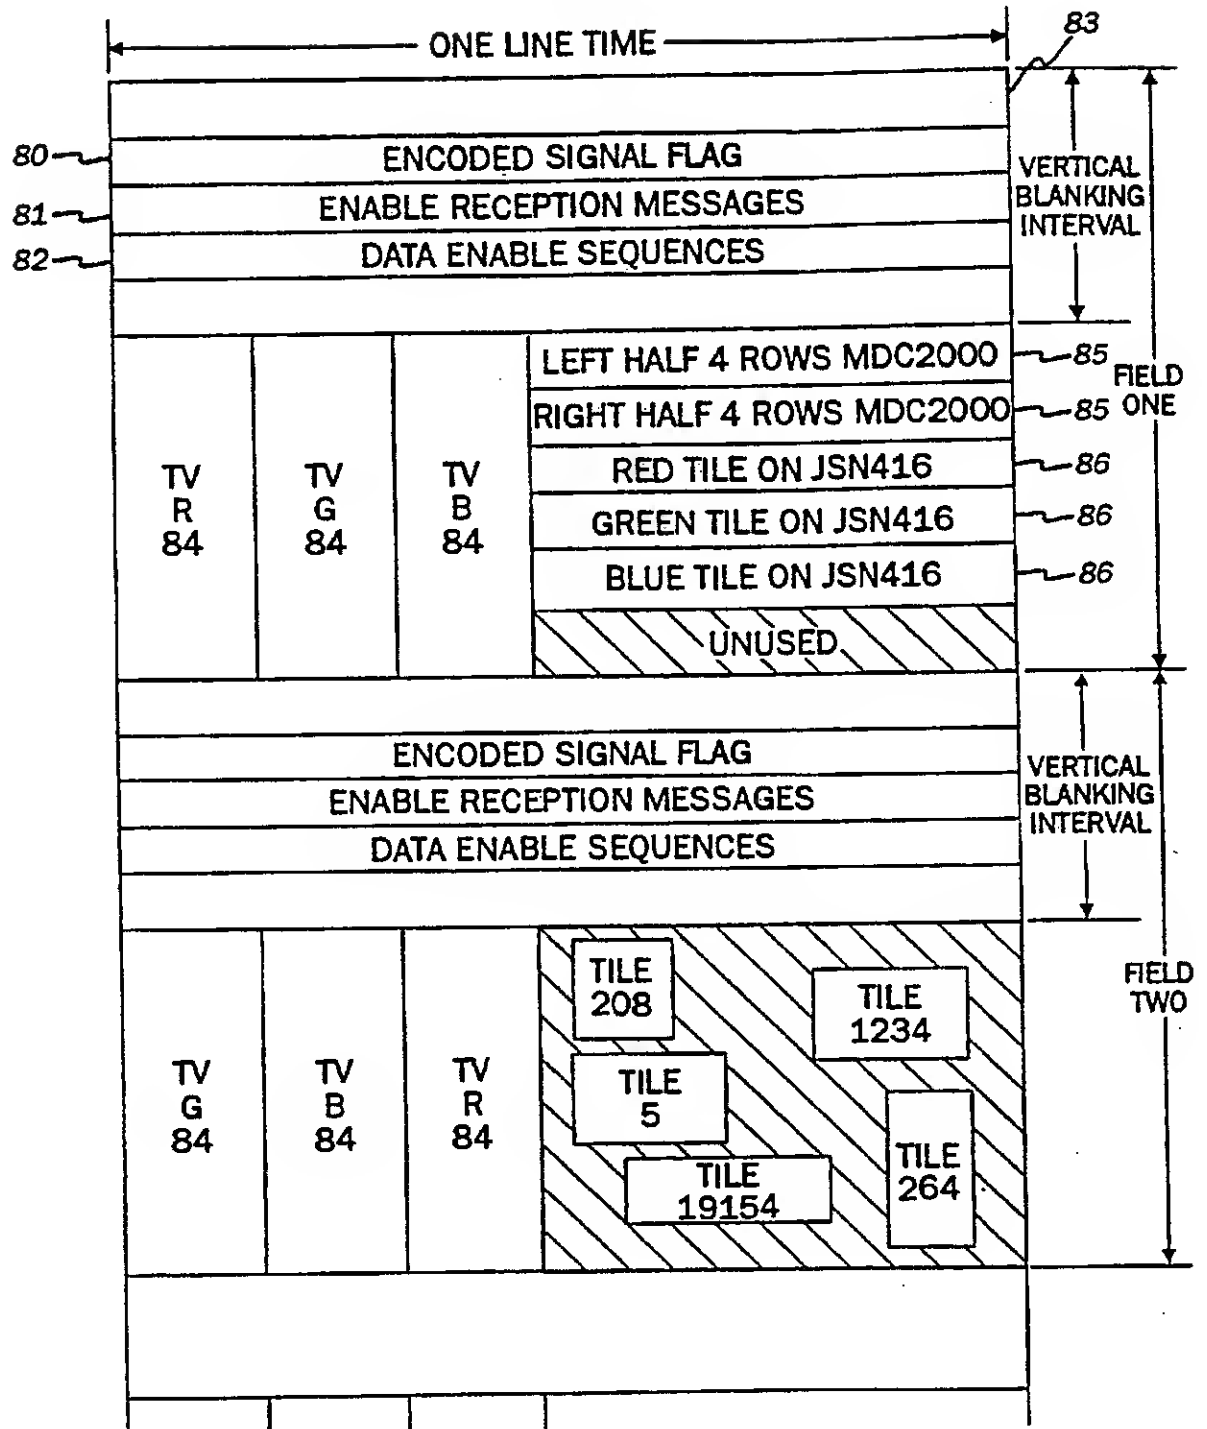 ONE LINE TIME
83
80
ENCODED SIGNAL FLAG
81
ENABLE RECEPTION MESSAGES
82
DATA ENABLE SEQUENCES
VERTICAL
BLANKING
INTERVAL
TV
R
84
TV
G
84
TV
B
84
LEFT HALF 4 ROWS MDC2000
85
RIGHT HALF 4 ROWS MDC2000
85
RED TILE ON JSN416
86
GREEN TILE ON JSN416
86
BLUE TILE ON JSN416
86
UNUSED
FIELD
ONE
ENCODED SIGNAL FLAG
ENABLE RECEPTION MESSAGES
DATA ENABLE SEQUENCES
VERTICAL
BLANKING
INTERVAL
TV
G
84
TV
B
84
TV
R
84
TILE
208
TILE
1234
TILE
5
TILE
19154
TILE
264
FIELD
TWO